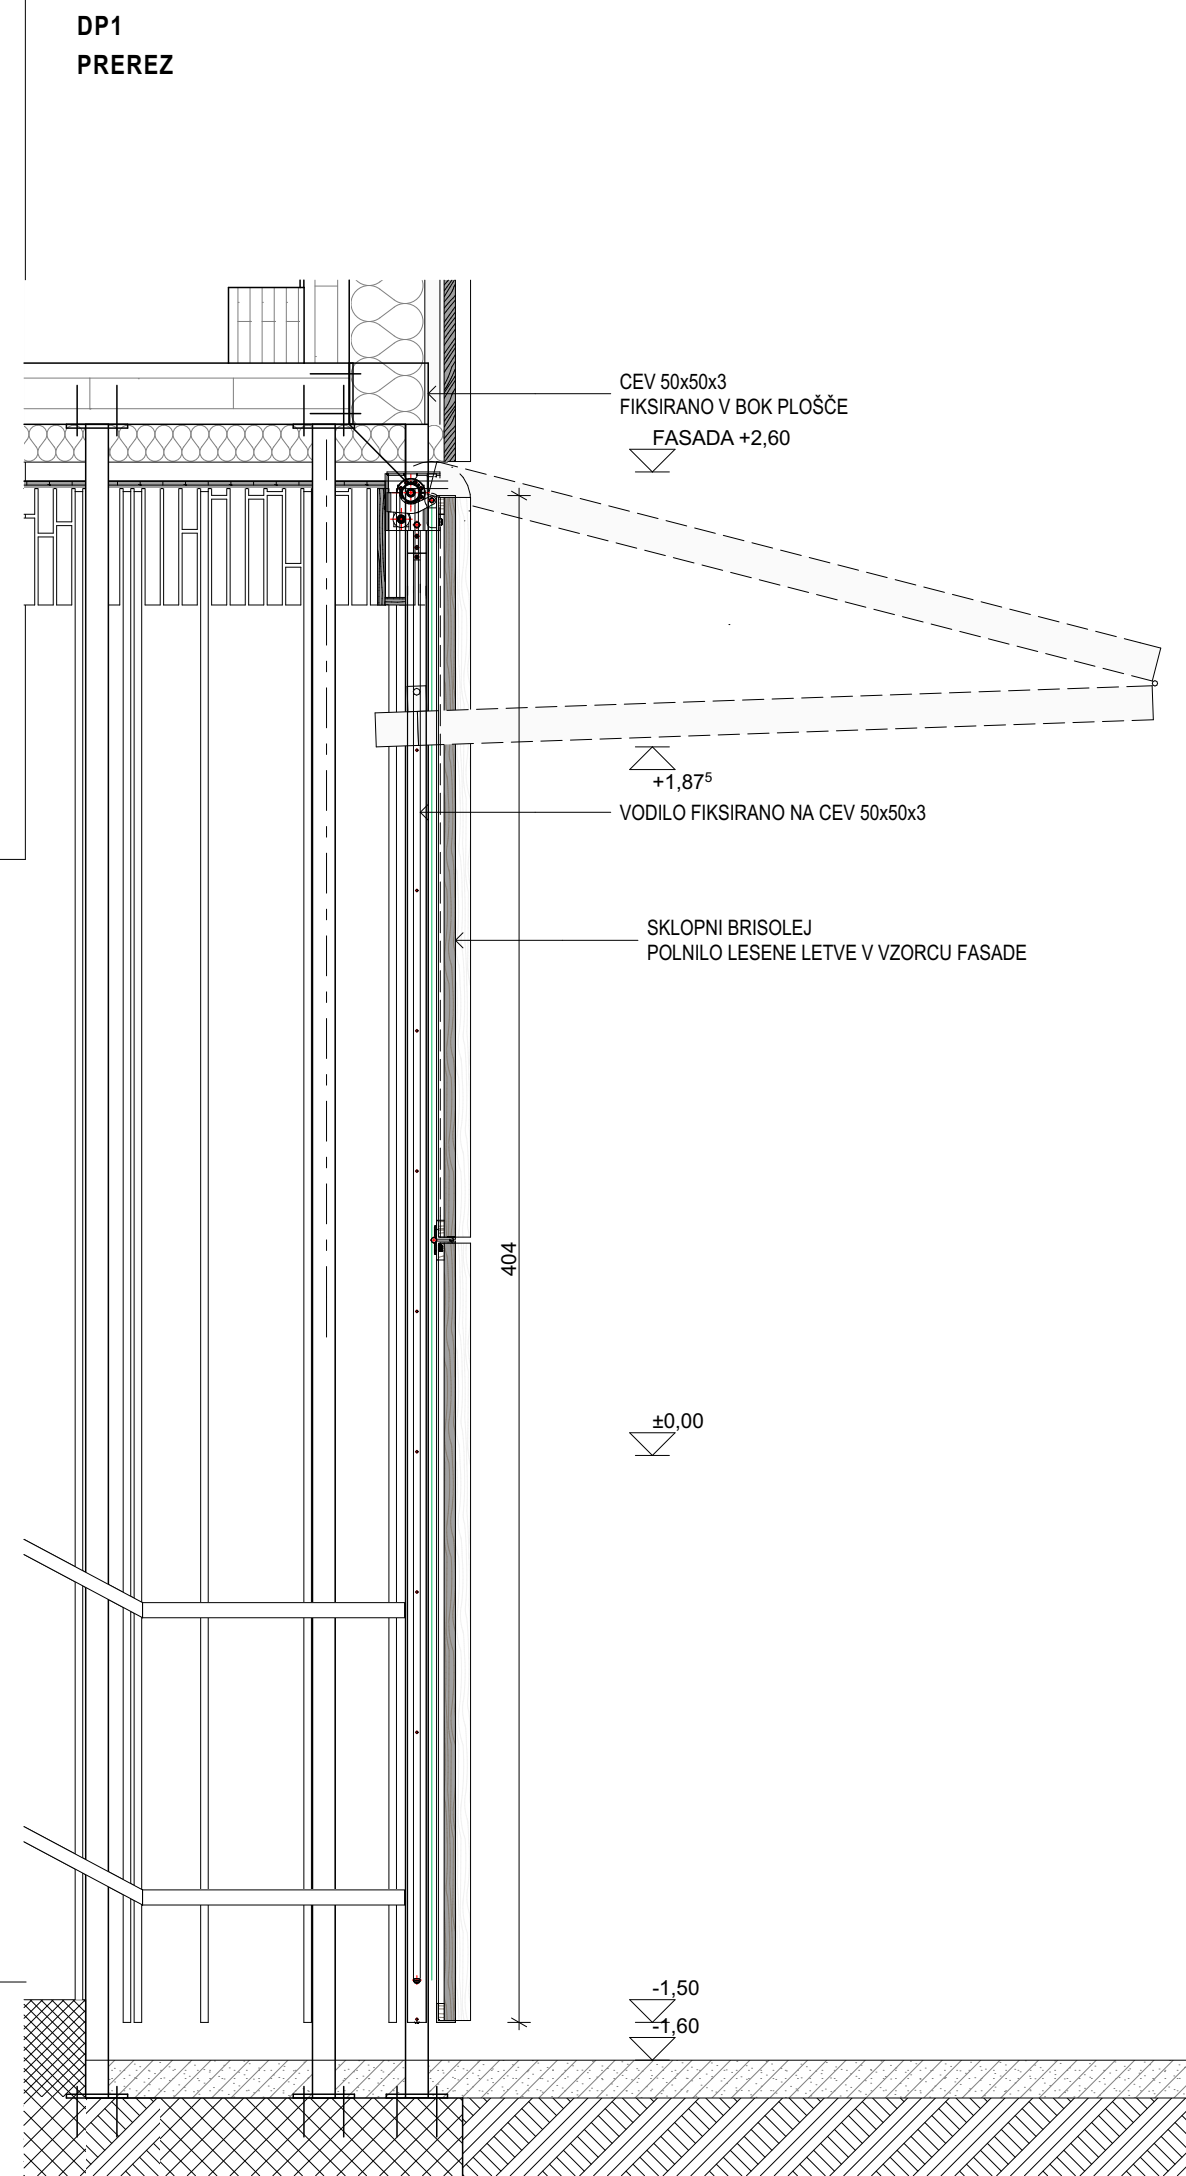 DP1
PREREZ
CEV 50x50x3
FIKSIRANO V BOK PLOŠČE
FASADA +2,60
+1,87⁵
VODILO FIKSIRANO NA CEV 50x50x3
SKLOPNI BRISOLEJ
POLNILO LESENE LETVE V VZORCU FASADE
404
±0,00
-1,50
-1,60